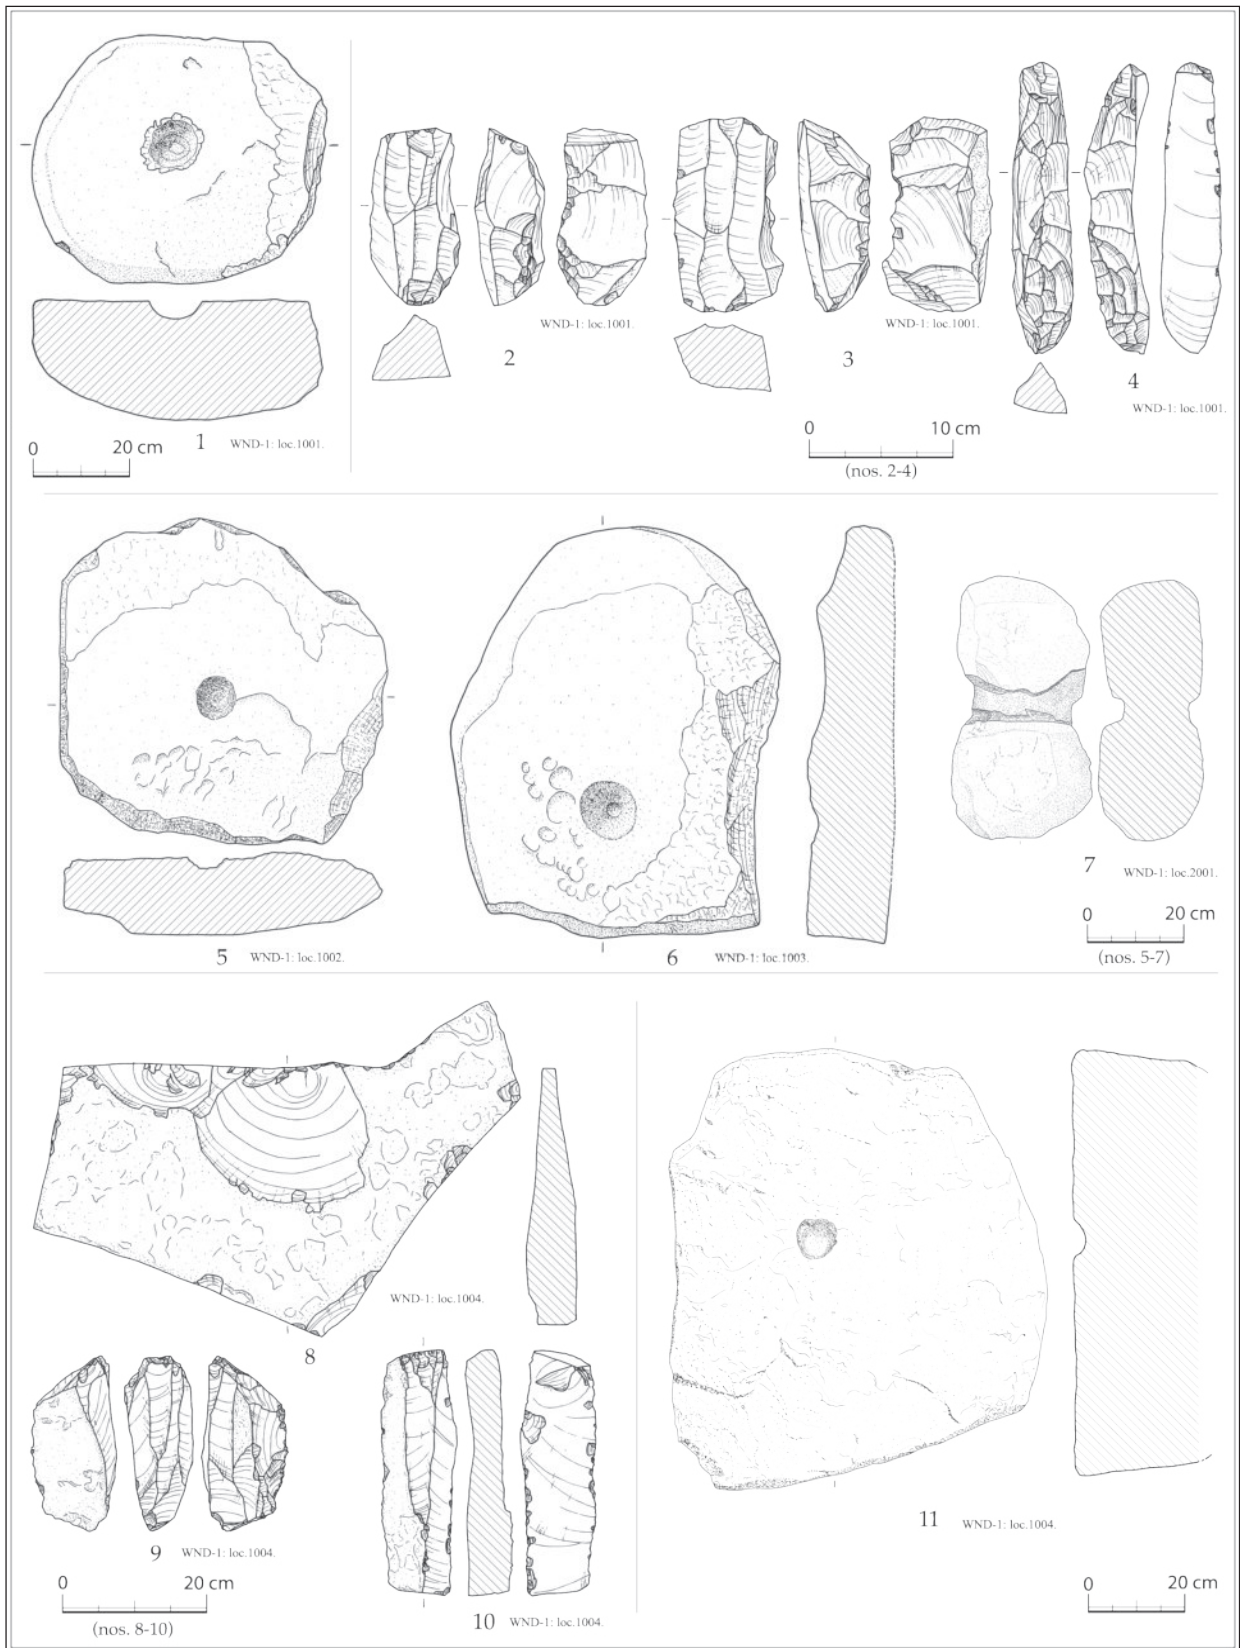 1 WND-1: loc.1001.
0 20 cm
WND-1: loc.1001.
2
WND-1: loc.1001.
3
4
WND-1: loc.1001.
0 10 cm
(nos. 2-4)
5 WND-1: loc.1002.
6 WND-1: loc.1003.
7 WND-1: loc.2001.
0 20 cm
(nos. 5-7)
WND-1: loc.1004.
8
9 WND-1: loc.1004.
0 20 cm
(nos. 8-10)
10 WND-1: loc.1004.
11 WND-1: loc.1004.
0 20 cm